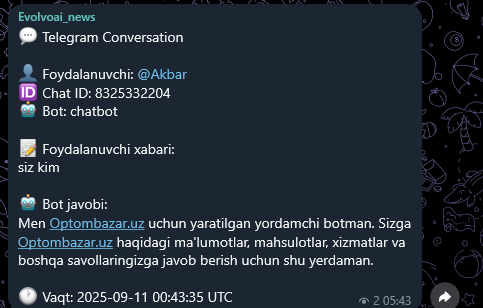 Evolvoai_news
💬 Telegram Conversation
👤 Foydalanuvchi: @Akbar
🆔 Chat ID: 8325332204
🤖 Bot: chatbot
📝 Foydalanuvchi xabari:
siz kim
🤖 Bot javobi:
Men Optombazar.uz uchun yaratilgan yordamchi botman. Sizga
Optombazar.uz haqidagi ma'lumotlar, mahsulotlar, xizmatlar va
boshqa savollaringizga javob berish uchun shu yerdaman.
🕐 Vaqt: 2025-09-11 00:43:35 UTC
2 05:43